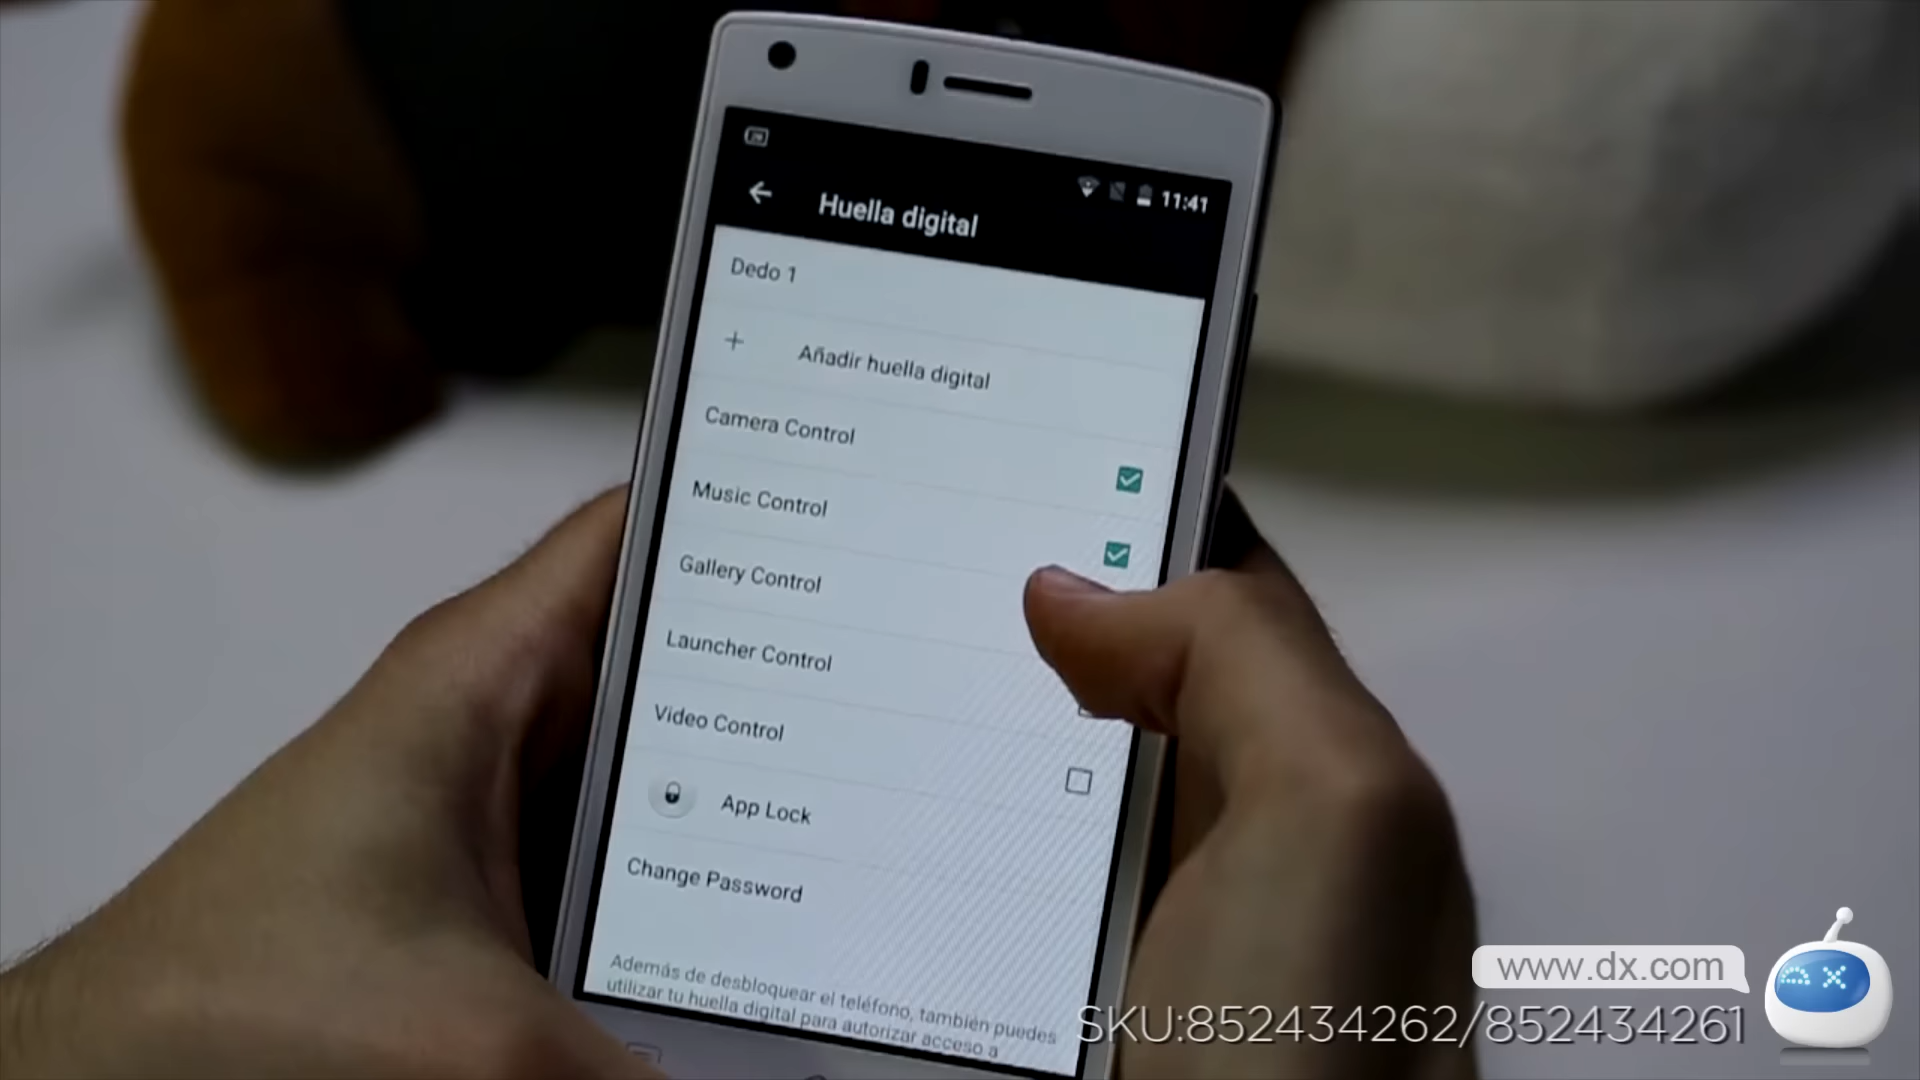 11:41
Huella digital
Dedo 1
+ Añadir huella digital
Camera Control
Music Control
Gallery Control
Launcher Control
Video Control
App Lock
Change Password
Además de desbloquear el teléfono, también puedes
utilizar tu huella digital para autorizar acceso a
www.dx.com
SKU:852434262/852434261